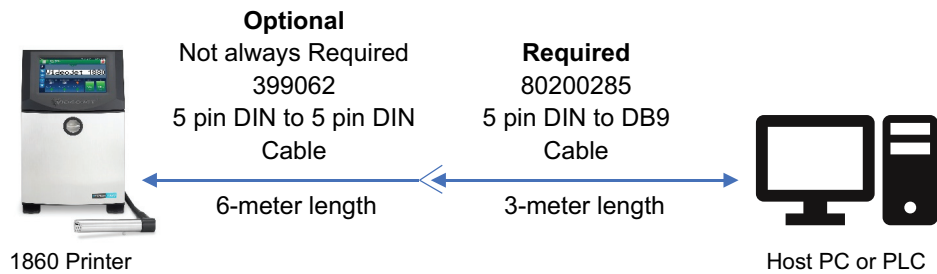 Optional
Not always Required
399062
5 pin DIN to 5 pin DIN
Cable
6-meter length
Required
80200285
5 pin DIN to DB9
Cable
3-meter length
1860 Printer
Host PC or PLC